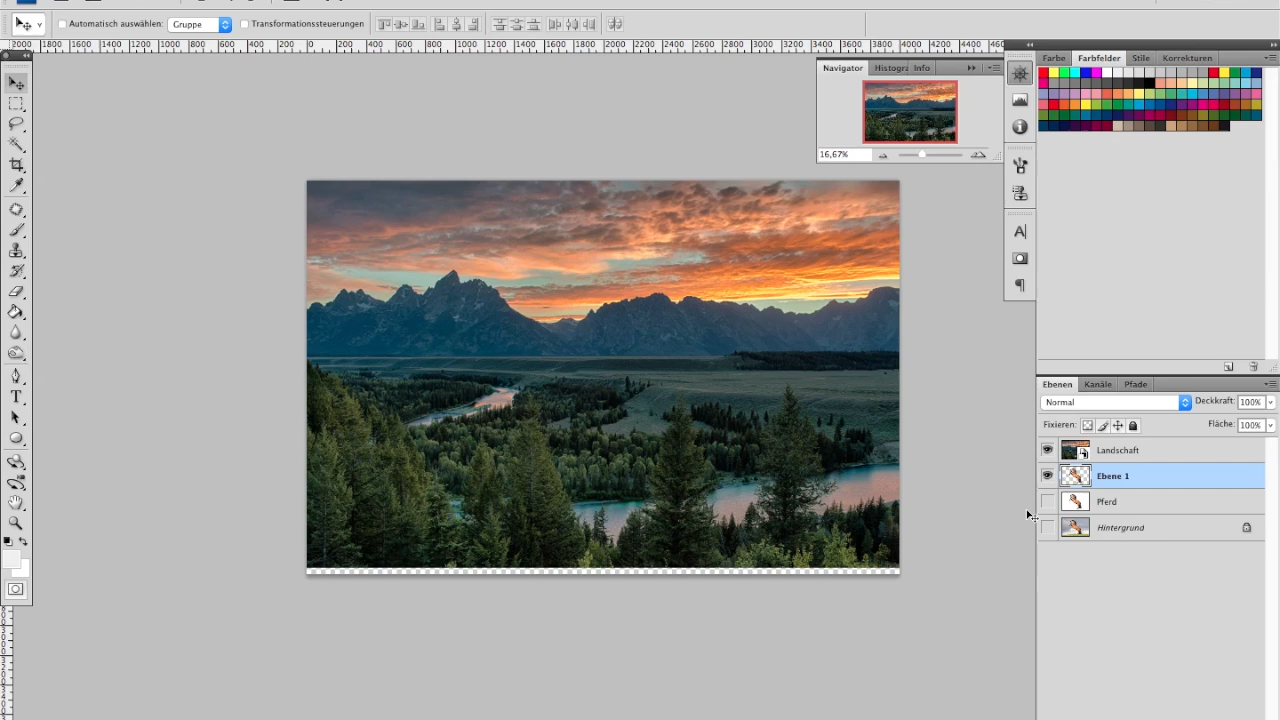 Automatisch auswählen: Gruppe Transformationssteuerungen
2000 1800 1600 1400 1200 1000 800 600 400 200 0 200 400 600 800 1000 1200 1400 1600 1800 2000 2200 2400 2600 2800 3000 3200 3400 3600 3800 4000 4200 4400
Navigator Histogr Info
16,67%
Farbe Farbfelder Stile Korrekturen
Ebenen Kanäle Pfade
Normal Deckkraft: 100%
Fixieren: Fläche: 100%
Landschaft
Ebene 1
Pferd
Hintergrund